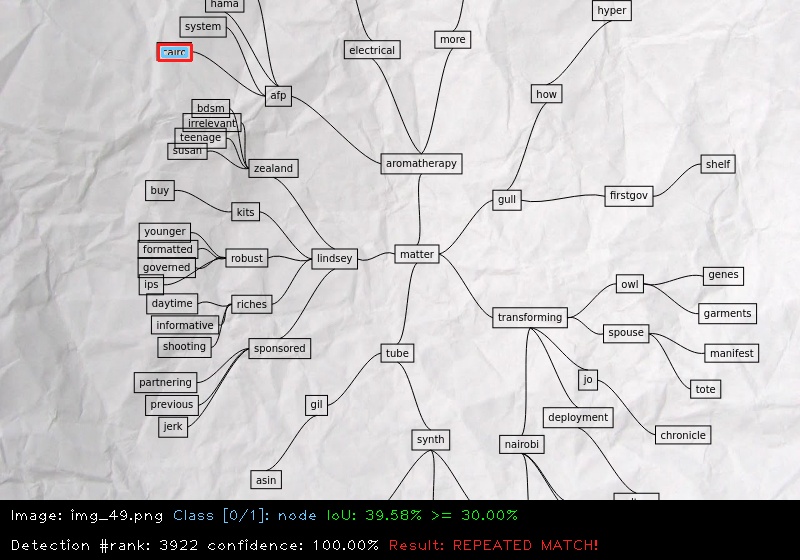 hama
system
hyper
more
electrical
how
afp
bdsm
irrelevant
teenage
susan
aromatherapy
shelf
zealand
buy
firstgov
gull
kits
younger
formatted
matter
robust
lindsey
governed
genes
ips
owl
daytime
riches
garments
transforming
informative
spouse
shooting
sponsored
tube
manifest
partnering
jo
tote
previous
gil
deployment
jerk
chronicle
synth
nairobi
asin
Image: img_49.png Class [0/1]: node IoU: 39.58% >= 30.00%
Detection #rank: 3922 confidence: 100.00% Result: REPEATED MATCH!